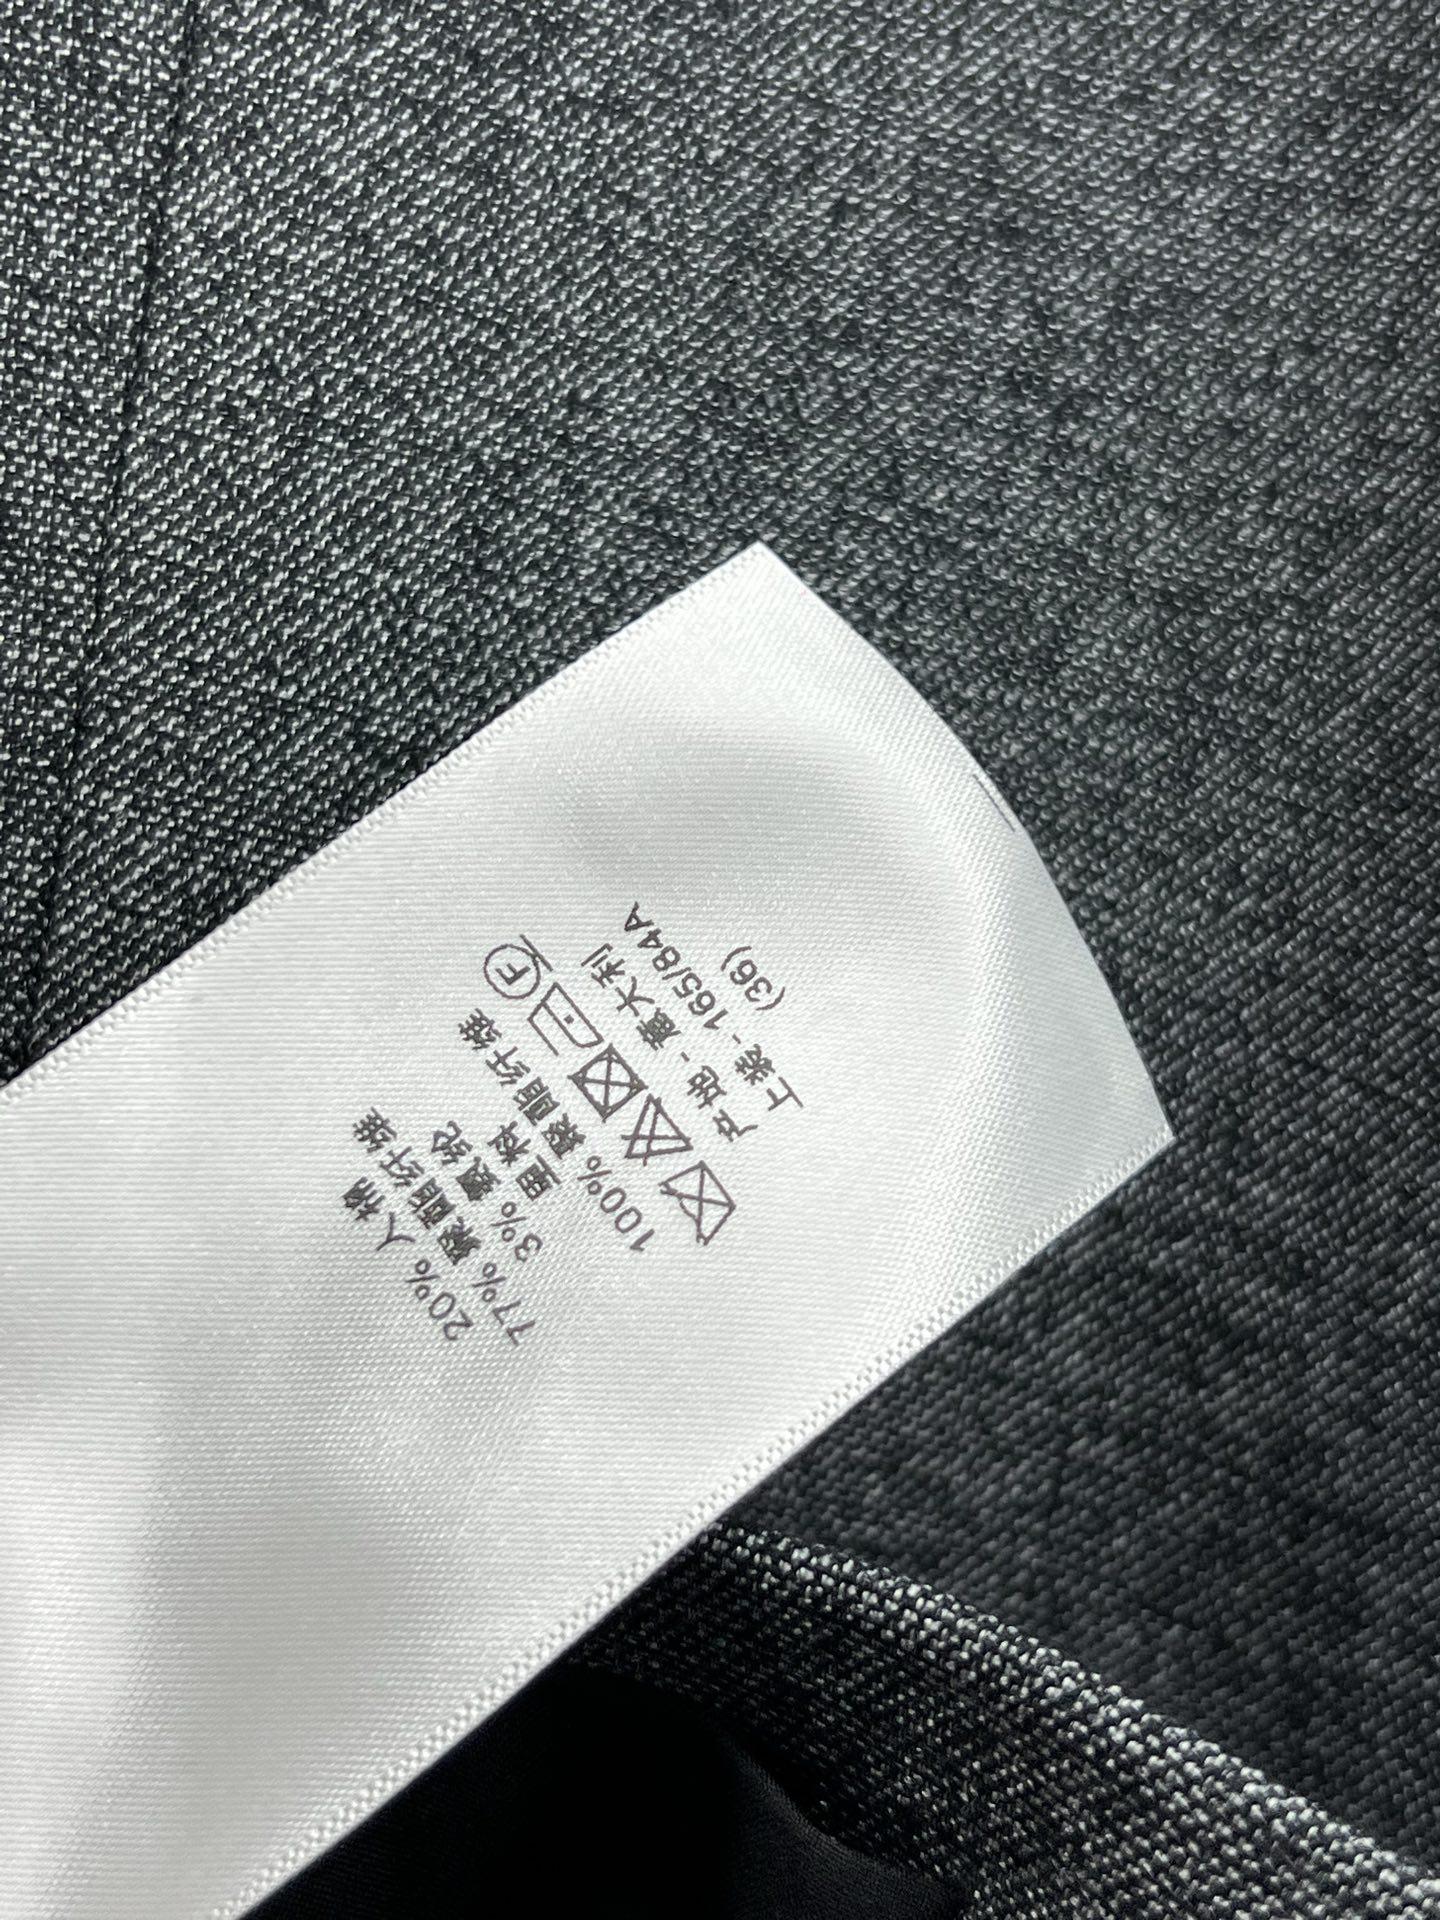 20% 人棉
77% 聚酯纤维
3% 氨纶
里料
100% 聚酯纤维
F
产地 - 意大利
上装 - 165/84A
(36)